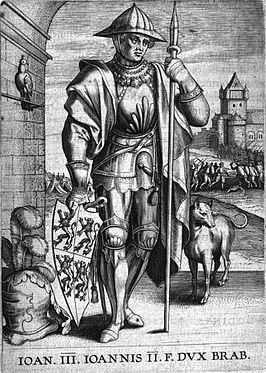 IOAN. III. IOANNIS II. F. DVX BRAB.